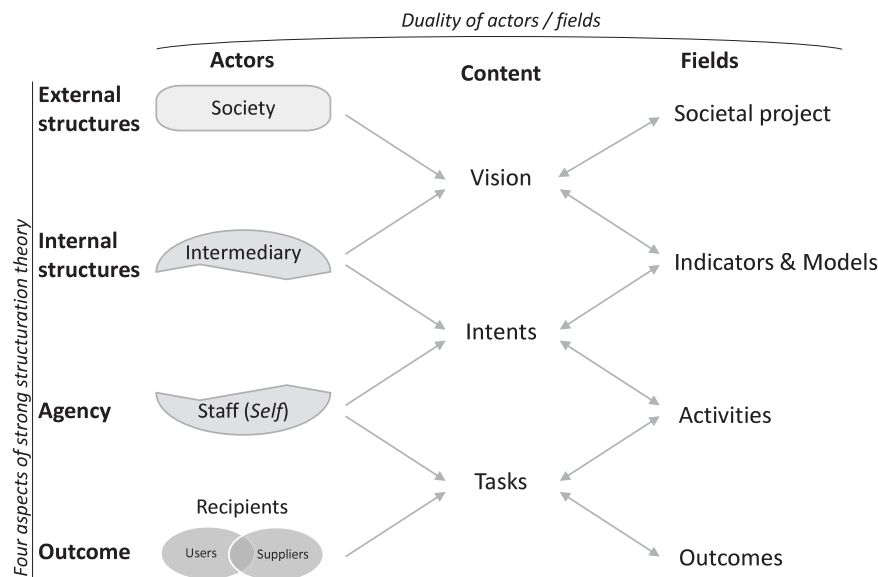 Duality of actors / fields
Actors
Content
Fields
External
structures
Society
Societal project
Vision
Internal
structures
Intermediary
Indicators & Models
Intents
Agency
Staff (Self)
Activities
Tasks
Recipients
Outcome
Users
Suppliers
Outcomes
Four aspects of strong structuration theory